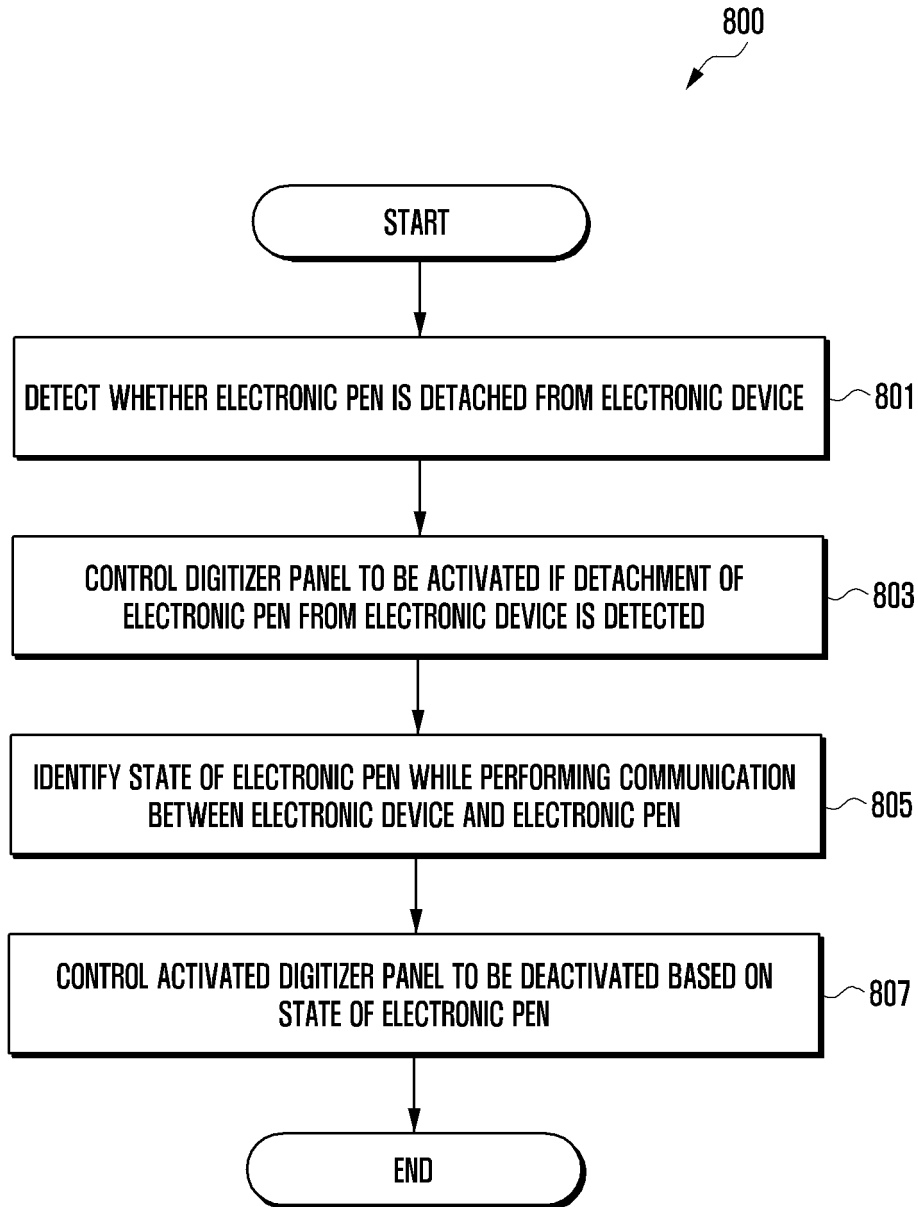 800
START
DETECT WHETHER ELECTRONIC PEN IS DETACHED FROM ELECTRONIC DEVICE
801
CONTROL DIGITIZER PANEL TO BE ACTIVATED IF DETACHMENT OF
ELECTRONIC PEN FROM ELECTRONIC DEVICE IS DETECTED
803
IDENTIFY STATE OF ELECTRONIC PEN WHILE PERFORMING COMMUNICATION
BETWEEN ELECTRONIC DEVICE AND ELECTRONIC PEN
805
CONTROL ACTIVATED DIGITIZER PANEL TO BE DEACTIVATED BASED ON
STATE OF ELECTRONIC PEN
807
END